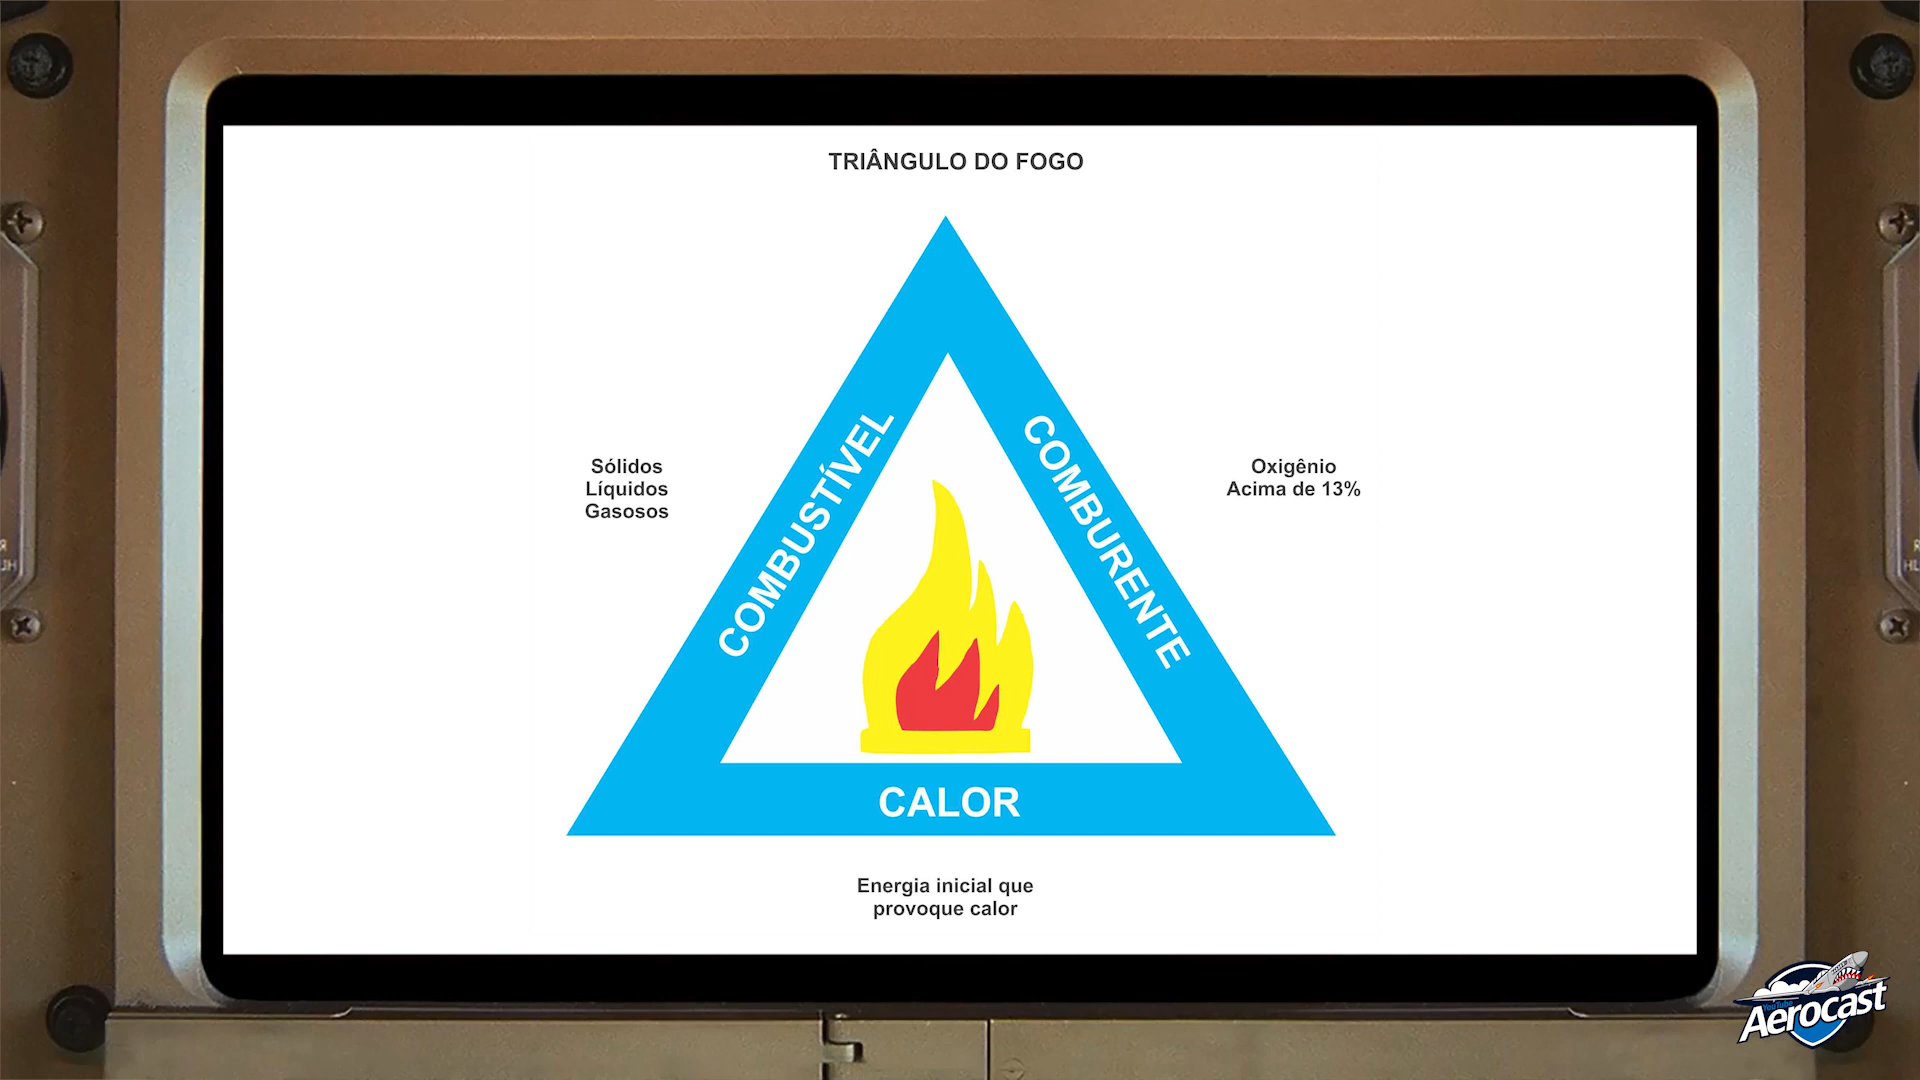 TRIÂNGULO DO FOGO
COMBUSTÍVEL
COMBURENTE
Sólidos
Líquidos
Gasosos
Oxigênio
Acima de 13%
CALOR
Energia inicial que
provoque calor
YouTube
Aerocast